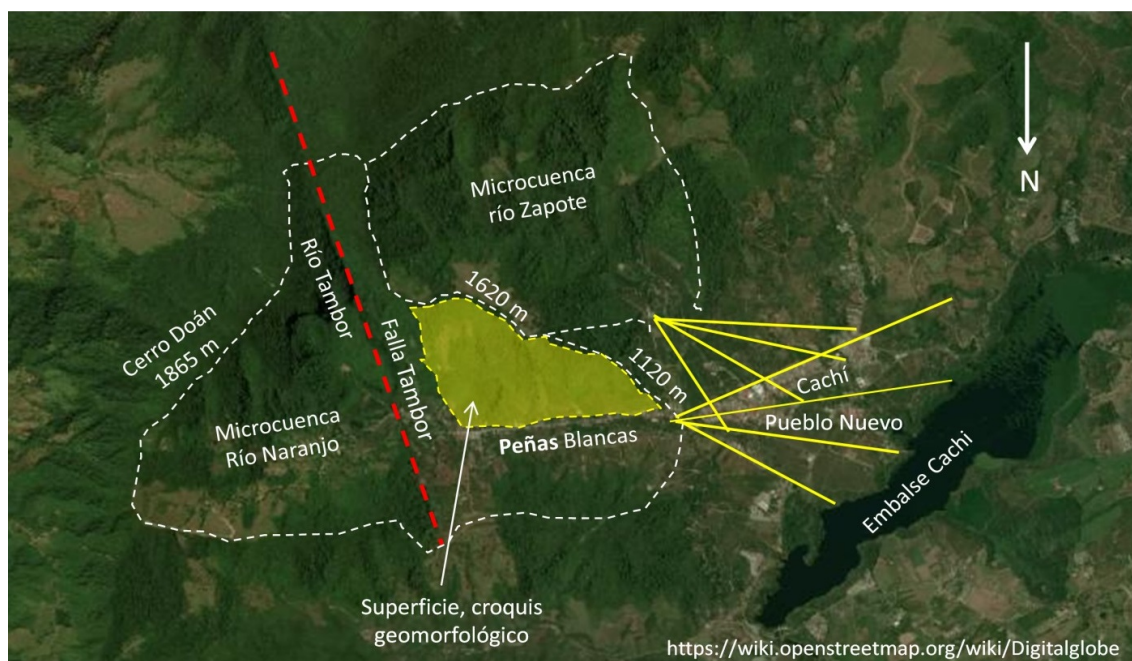 N
Microcuenca
río Zapote
Río Tambor
Falla Tambor
1620 m
1120 m
Cerro Doán
1865 m
Microcuenca
Río Naranjo
Peñas Blancas
Cachí
Pueblo Nuevo
Embalse Cachi
Superficie, croquis
geomorfológico
https://wiki.openstreetmap.org/wiki/Digitalglobe